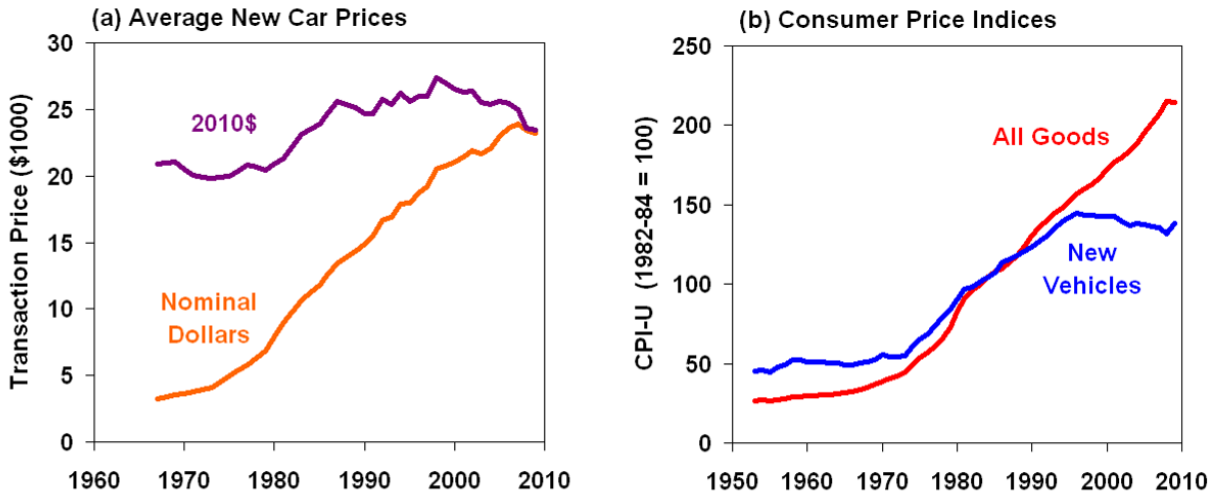 (a) Average New Car Prices
Transaction Price ($1000)
30
25
20
15
10
5
0
2010$
Nominal
Dollars
1960 1970 1980 1990 2000 2010
(b) Consumer Price Indices
CPI-U (1982-84 = 100)
250
200
150
100
50
0
All Goods
New
Vehicles
1950 1960 1970 1980 1990 2000 2010